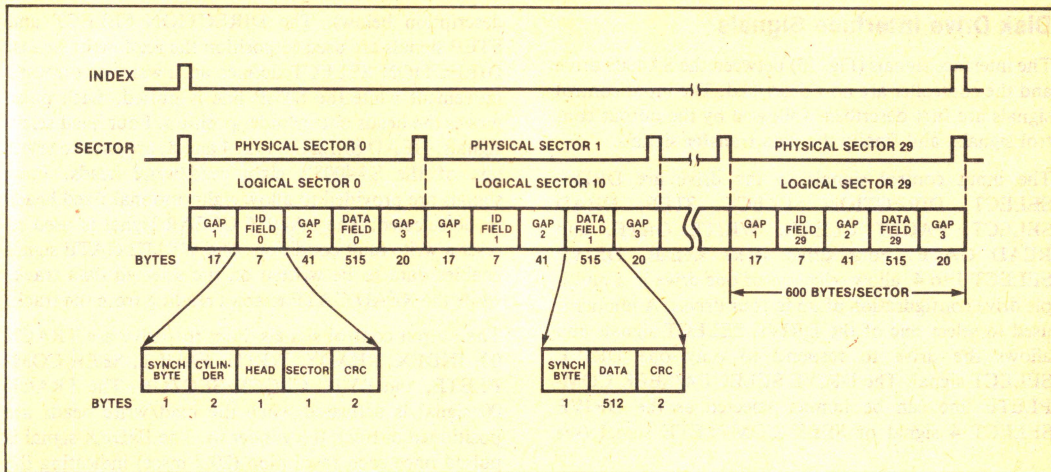 Disk Drive Interface Signals
INDEX
SECTOR
PHYSICAL SECTOR 0 PHYSICAL SECTOR 1 PHYSICAL SECTOR 29
LOGICAL SECTOR 0 LOGICAL SECTOR 10 LOGICAL SECTOR 29
GAP 1 ID FIELD 0 GAP 2 DATA FIELD 0 GAP 3 GAP 1 ID FIELD 1 GAP 2 DATA FIELD 1 GAP 3 GAP 1 ID FIELD 29 GAP 2 DATA FIELD 29 GAP 3
BYTES 17 7 41 515 20 17 7 41 515 20 17 7 41 515 20
600 BYTES/SECTOR
SYNCH BYTE CYLIN- DER HEAD SECTOR CRC SYNCH BYTE DATA CRC
BYTES 1 2 1 1 2 1 512 2